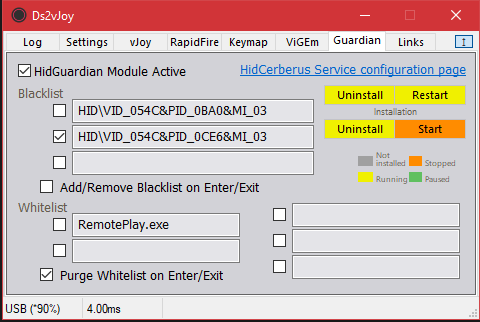 Ds2vJoy
Log Settings vJoy RapidFire Keymap ViGEm Guardian Links
HidGuardian Module Active
HidCerberus Service configuration page
Blacklist
HID\VID_054C&PID_0BA0&MI_03
HID\VID_054C&PID_0CE6&MI_03
Add/Remove Blacklist on Enter/Exit
Uninstall Restart
Installation
Uninstall Start
Not installed Stopped
Running Paused
Whitelist
RemotePlay.exe
Purge Whitelist on Enter/Exit
USB (*90%) 4.00ms